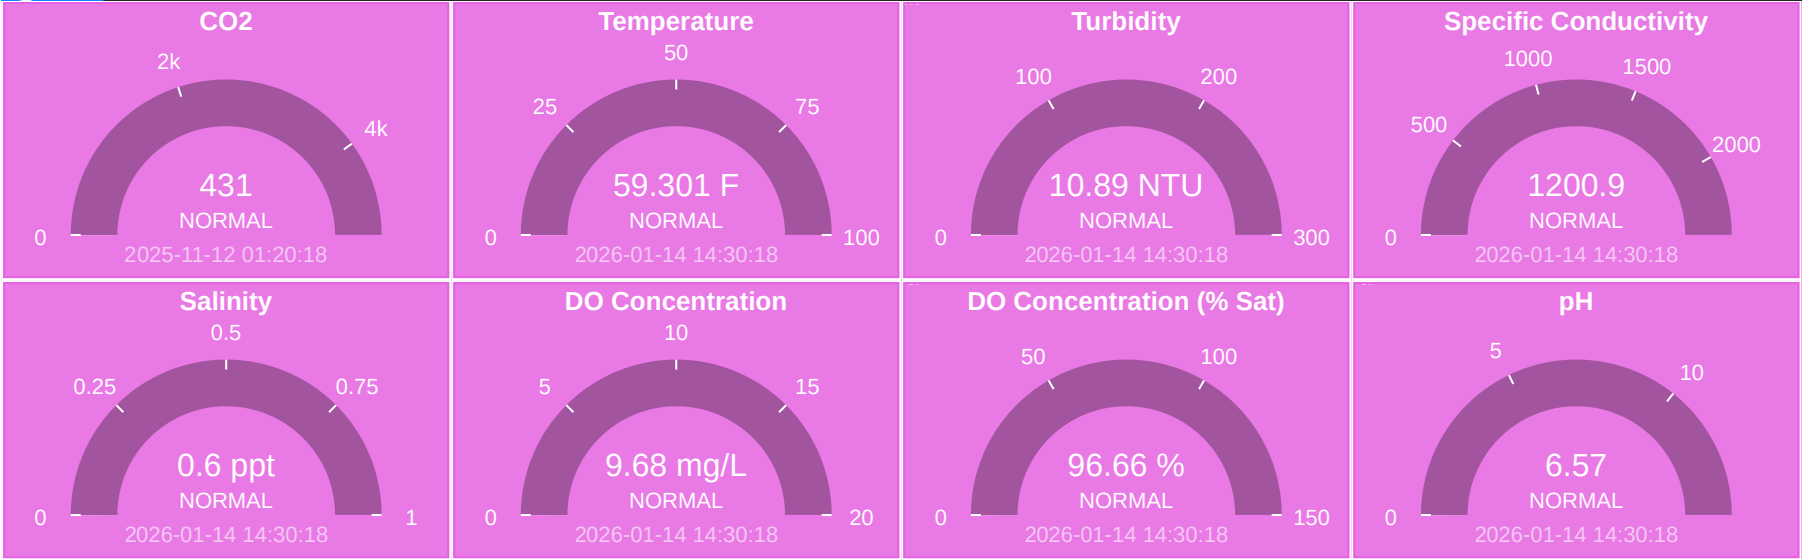 CO2
2k
4k
0
431
NORMAL
2025-11-12 01:20:18
Temperature
50
25
75
0
100
59.301 F
NORMAL
2026-01-14 14:30:18
Turbidity
100
200
0
300
10.89 NTU
NORMAL
2026-01-14 14:30:18
Specific Conductivity
1000
1500
500
2000
0
1200.9
NORMAL
2026-01-14 14:30:18
Salinity
0.5
0.25
0.75
0
1
0.6 ppt
NORMAL
2026-01-14 14:30:18
DO Concentration
10
5
15
0
20
9.68 mg/L
NORMAL
2026-01-14 14:30:18
DO Concentration (% Sat)
50
100
0
150
96.66 %
NORMAL
2026-01-14 14:30:18
pH
5
10
0
6.57
NORMAL
2026-01-14 14:30:18